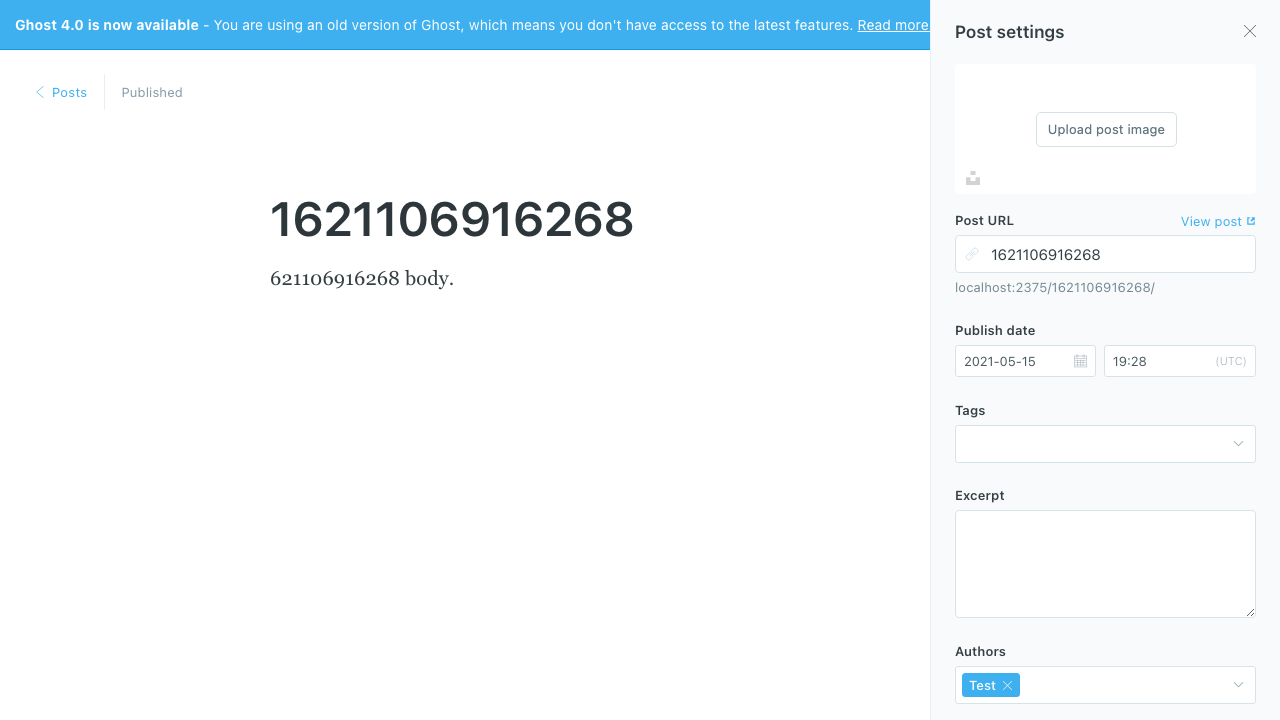 Ghost 4.0 is now available - You are using an old version of Ghost, which means you don't have access to the latest features. Read more
Post settings
Posts
Published
Upload post image
1621106916268
621106916268 body.
Post URL
View post
1621106916268
localhost:2375/1621106916268/
Publish date
2021-05-15
19:28
(UTC)
Tags
Excerpt
Authors
Test